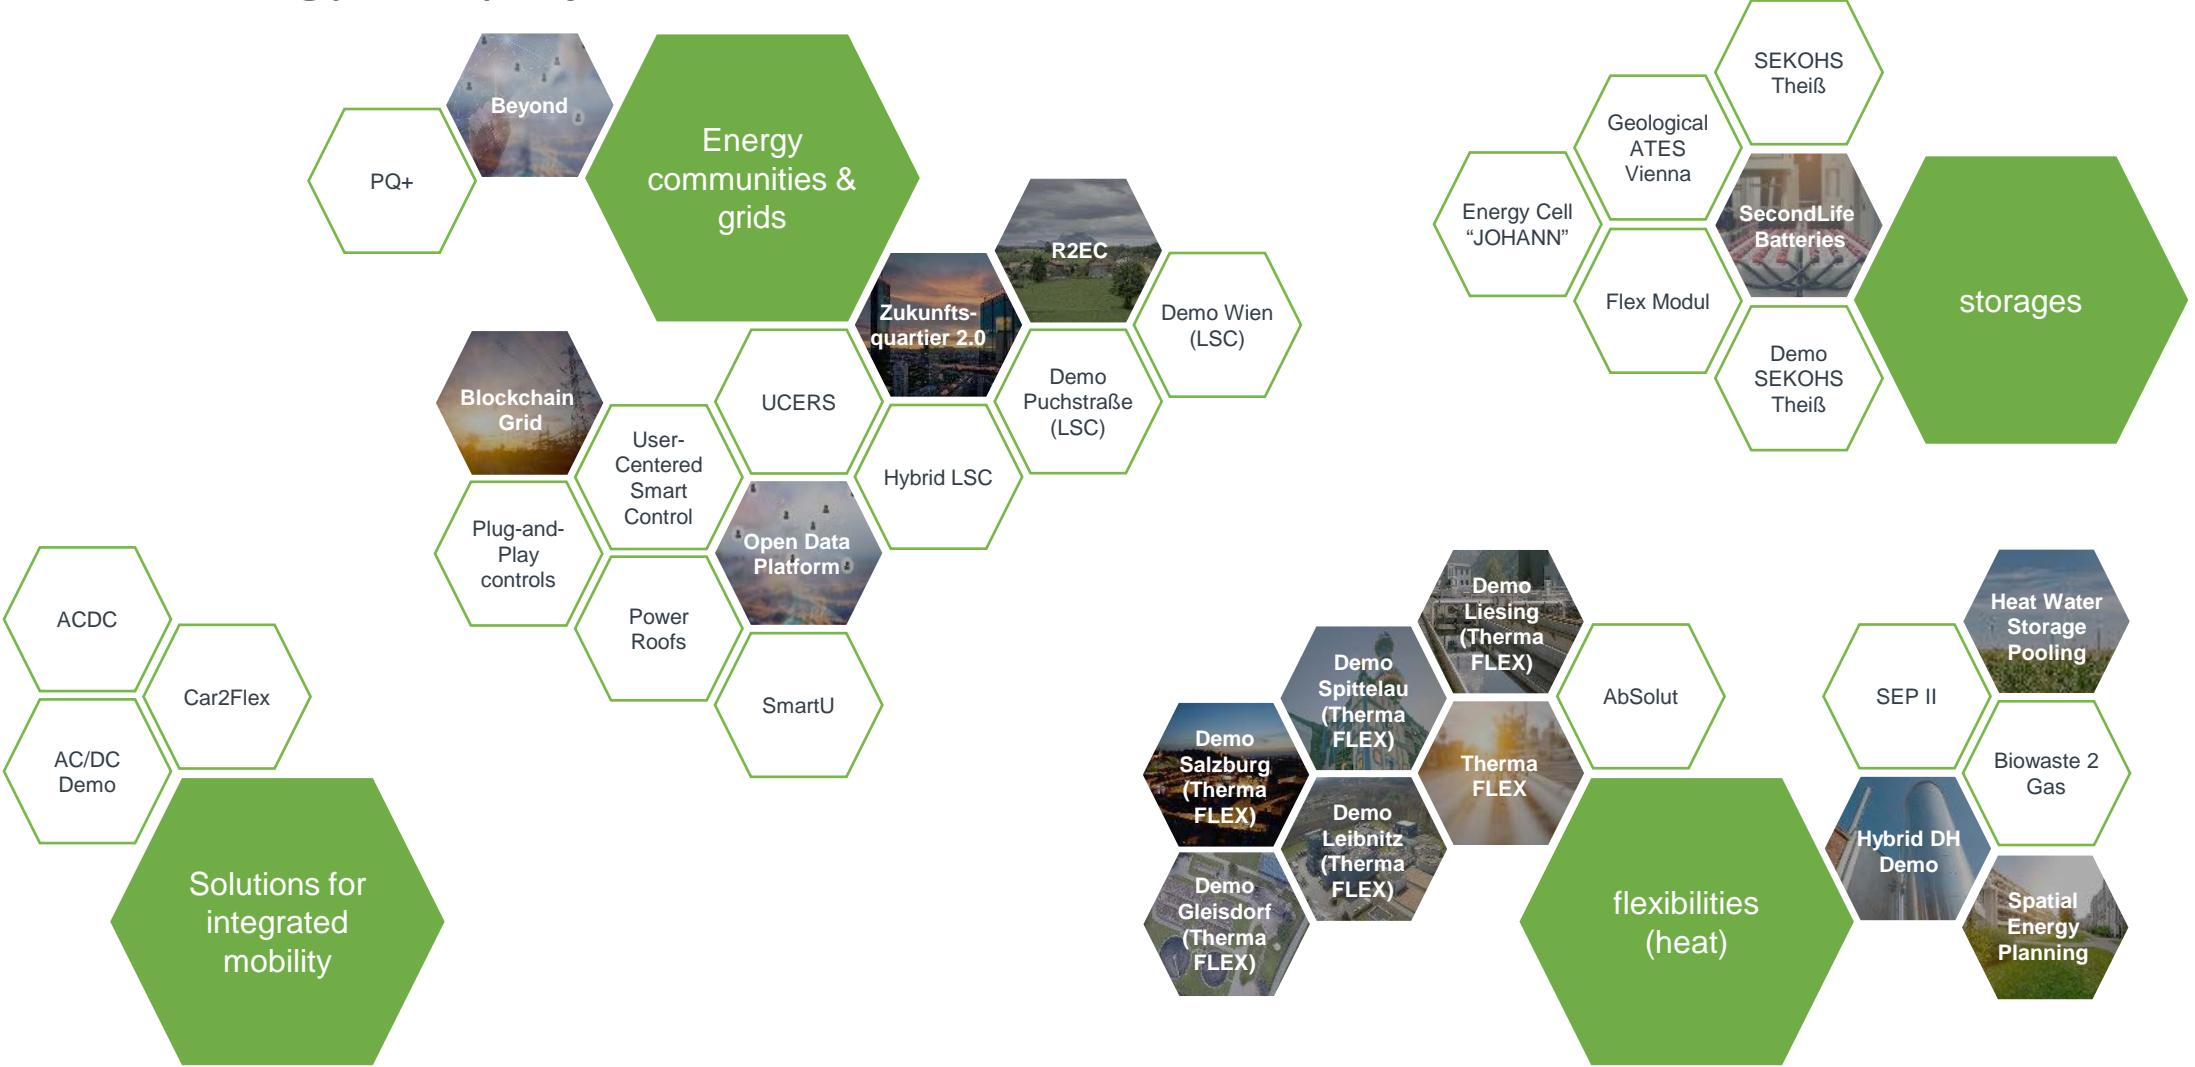 Beyond
PQ+
Energy
communities &
grids
R2EC
Zukunfts-
quartier 2.0
Demo Wien
(LSC)
Blockchain
Grid
UCERS
Demo
Puchstraße
(LSC)
User-
Centered
Smart
Control
Hybrid LSC
Plug-and-
Play
controls
Open Data
Platform
Power
Roofs
SmartU
SEKOHS
Theiß
Geological
ATES
Vienna
Energy Cell
“JOHANN”
SecondLife
Batteries
Flex Modul
storages
Demo
SEKOHS
Theiß
ACDC
Car2Flex
AC/DC
Demo
Solutions for
integrated
mobility
Demo
Liesing
(Therma
FLEX)
Demo
Spittelau
(Therma
FLEX)
AbSolut
Demo
Salzburg
(Therma
FLEX)
Therma
FLEX
Demo
Leibnitz
(Therma
FLEX)
Demo
Gleisdorf
(Therma
FLEX)
flexibilities
(heat)
Heat Water
Storage
Pooling
SEP II
Biowaste 2
Gas
Hybrid DH
Demo
Spatial
Energy
Planning